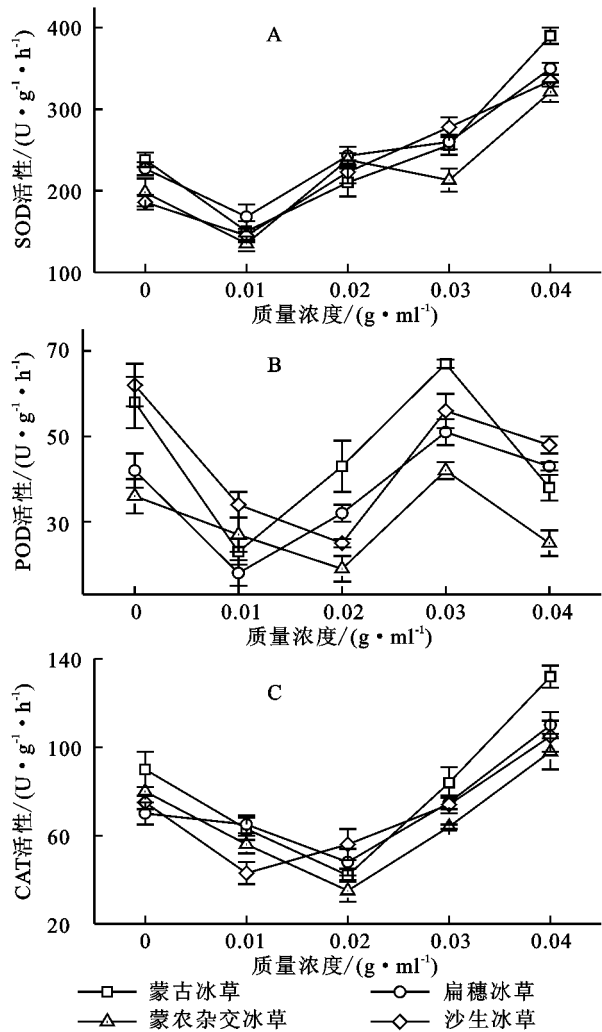 A
400
300
200
100
SOD活性/(U·g⁻¹·h⁻¹)
0 0.01 0.02 0.03 0.04
质量浓度/(g·ml⁻¹)
B
70
50
30
POD活性/(U·g⁻¹·h⁻¹)
0 0.01 0.02 0.03 0.04
质量浓度/(g·ml⁻¹)
C
140
100
60
20
CAT活性/(U·g⁻¹·h⁻¹)
0 0.01 0.02 0.03 0.04
质量浓度/(g·ml⁻¹)
蒙古冰草 扁穗冰草
蒙农杂交冰草 沙生冰草